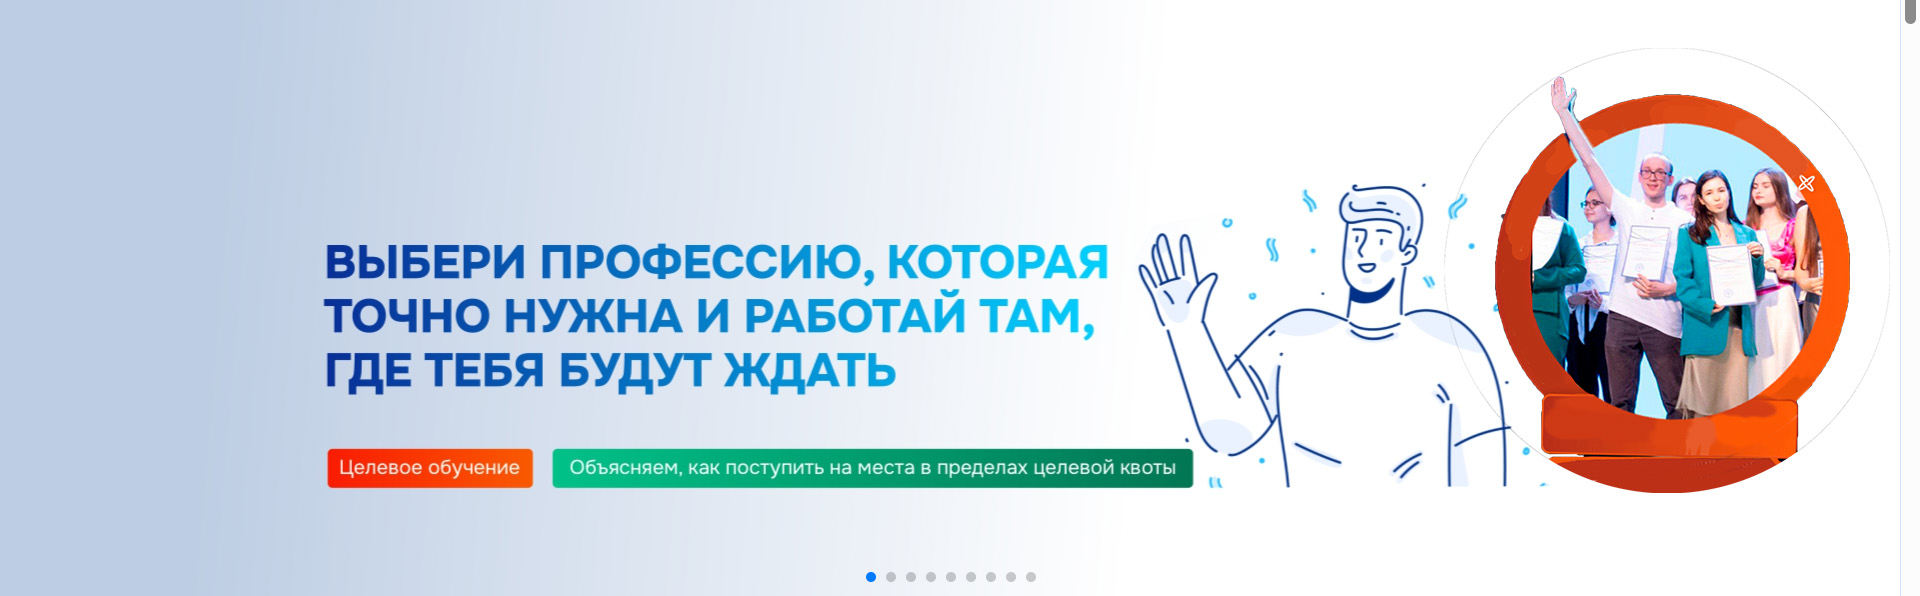 ВЫБЕРИ ПРОФЕССИЮ, КОТОРАЯ
ТОЧНО НУЖНА И РАБОТАЙ ТАМ,
ГДЕ ТЕБЯ БУДУТ ЖДАТЬ
Целевое обучение
Объясняем, как поступить на места в пределах целевой квоты